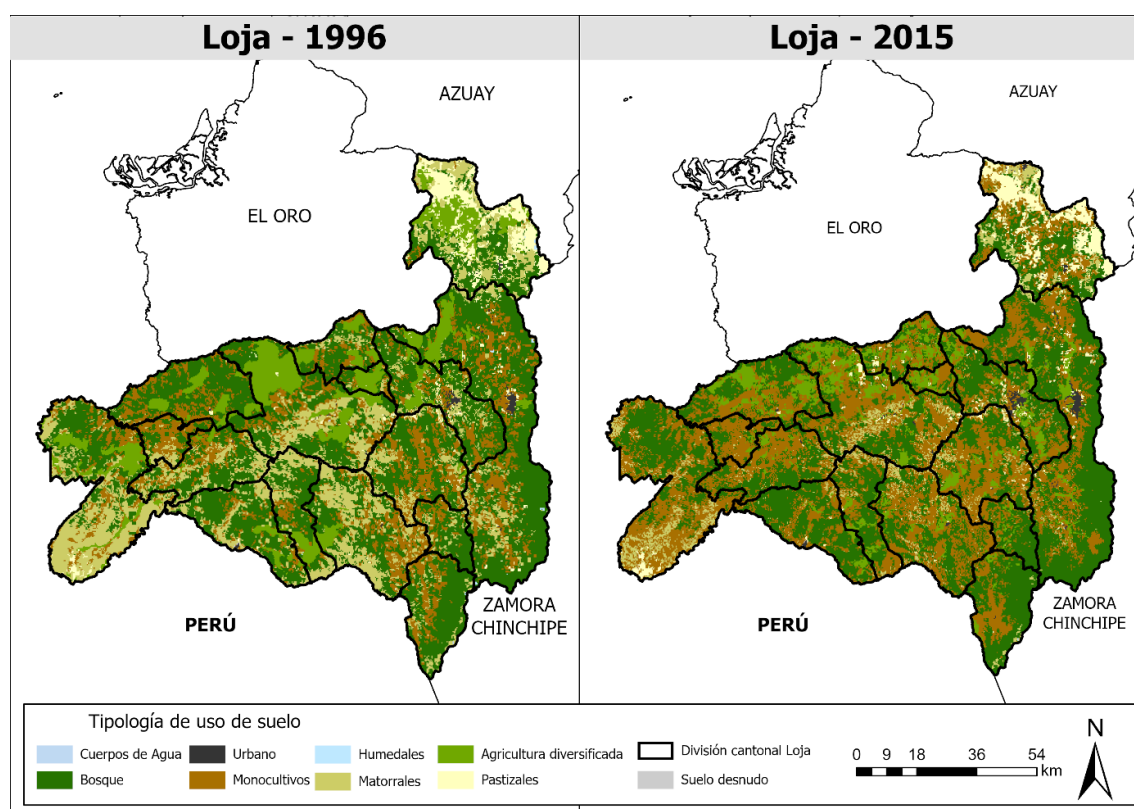 Loja - 1996
Loja - 2015
AZUAY
EL ORO
PERÚ
ZAMORA
CHINCHIPE
AZUAY
EL ORO
PERÚ
ZAMORA
CHINCHIPE
Tipología de uso de suelo
Cuerpos de Agua
Urbano
Humedales
Agricultura diversificada
División cantonal Loja
Bosque
Monocultivos
Matorrales
Pastizales
Suelo desnudo
0 9 18 36 54
km
N